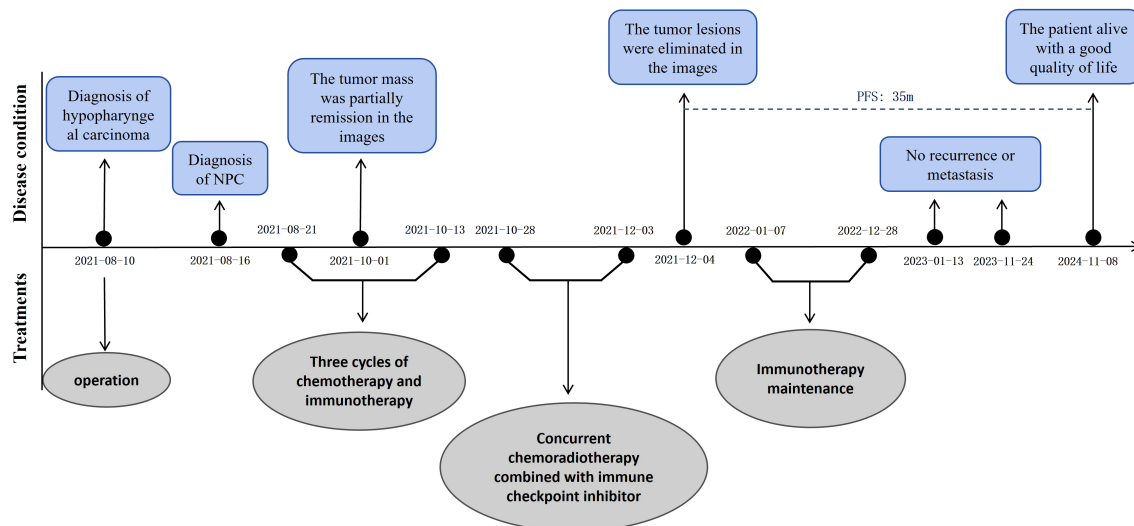 Disease condition
Treatments
Diagnosis of
hypopharynge
al carcinoma
Diagnosis
of NPC
The tumor mass
was partially
remission in the
images
The tumor lesions
were eliminated in
the images
The patient alive
with a good
quality of life
PFS: 35m
No recurrence or
metastasis
2021-08-10
2021-08-16
2021-08-21
2021-10-01
2021-10-13
2021-10-28
2021-12-03
2021-12-04
2022-01-07
2022-12-28
2023-01-13
2023-11-24
2024-11-08
operation
Three cycles of
chemotherapy and
immunotherapy
Concurrent
chemoradiotherapy
combined with immune
checkpoint inhibitor
Immunotherapy
maintenance